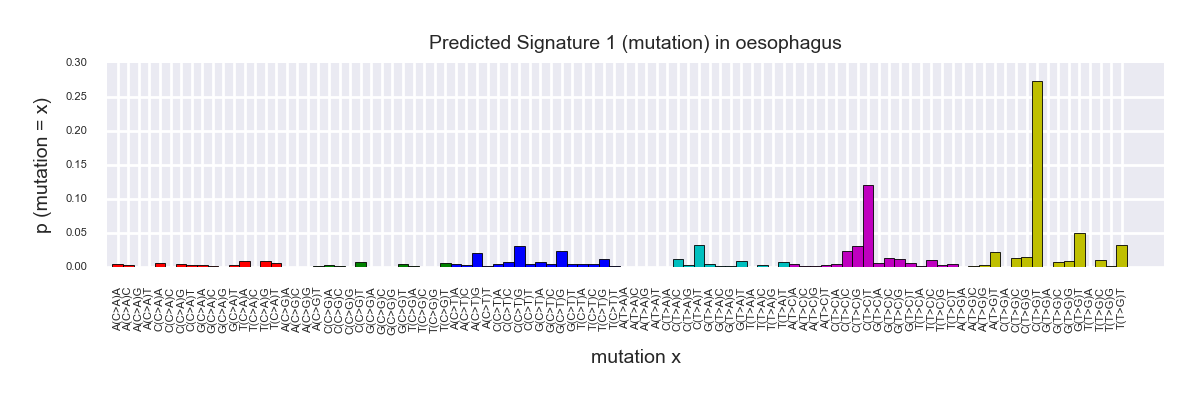 Predicted Signature 1 (mutation) in oesophagus
p (mutation = x)
0.30
0.25
0.20
0.15
0.10
0.05
0.00
A(C>A)A
A(C>A)C
A(C>A)G
A(C>A)T
C(C>A)A
C(C>A)C
C(C>A)G
C(C>A)T
G(C>A)A
G(C>A)C
G(C>A)G
G(C>A)T
T(C>A)A
T(C>A)C
T(C>A)G
T(C>A)T
A(C>G)A
A(C>G)C
A(C>G)G
A(C>G)T
C(C>G)A
C(C>G)C
C(C>G)G
C(C>G)T
G(C>G)A
G(C>G)C
G(C>G)G
G(C>G)T
T(C>G)A
T(C>G)C
T(C>G)G
T(C>G)T
A(C>T)A
A(C>T)C
A(C>T)G
A(C>T)T
C(C>T)A
C(C>T)C
C(C>T)G
C(C>T)T
G(C>T)A
G(C>T)C
G(C>T)G
G(C>T)T
T(C>T)A
T(C>T)C
T(C>T)G
T(C>T)T
A(T>A)A
A(T>A)C
A(T>A)G
A(T>A)T
C(T>A)A
C(T>A)C
C(T>A)G
C(T>A)T
G(T>A)A
G(T>A)C
G(T>A)G
G(T>A)T
T(T>A)A
T(T>A)C
T(T>A)G
T(T>A)T
A(T>C)A
A(T>C)C
A(T>C)G
A(T>C)T
C(T>C)A
C(T>C)C
C(T>C)G
C(T>C)T
G(T>C)A
G(T>C)C
G(T>C)G
G(T>C)T
T(T>C)A
T(T>C)C
T(T>C)G
T(T>C)T
A(T>G)A
A(T>G)C
A(T>G)G
A(T>G)T
C(T>G)A
C(T>G)C
C(T>G)G
C(T>G)T
G(T>G)A
G(T>G)C
G(T>G)G
G(T>G)T
T(T>G)A
T(T>G)C
T(T>G)G
T(T>G)T
mutation x